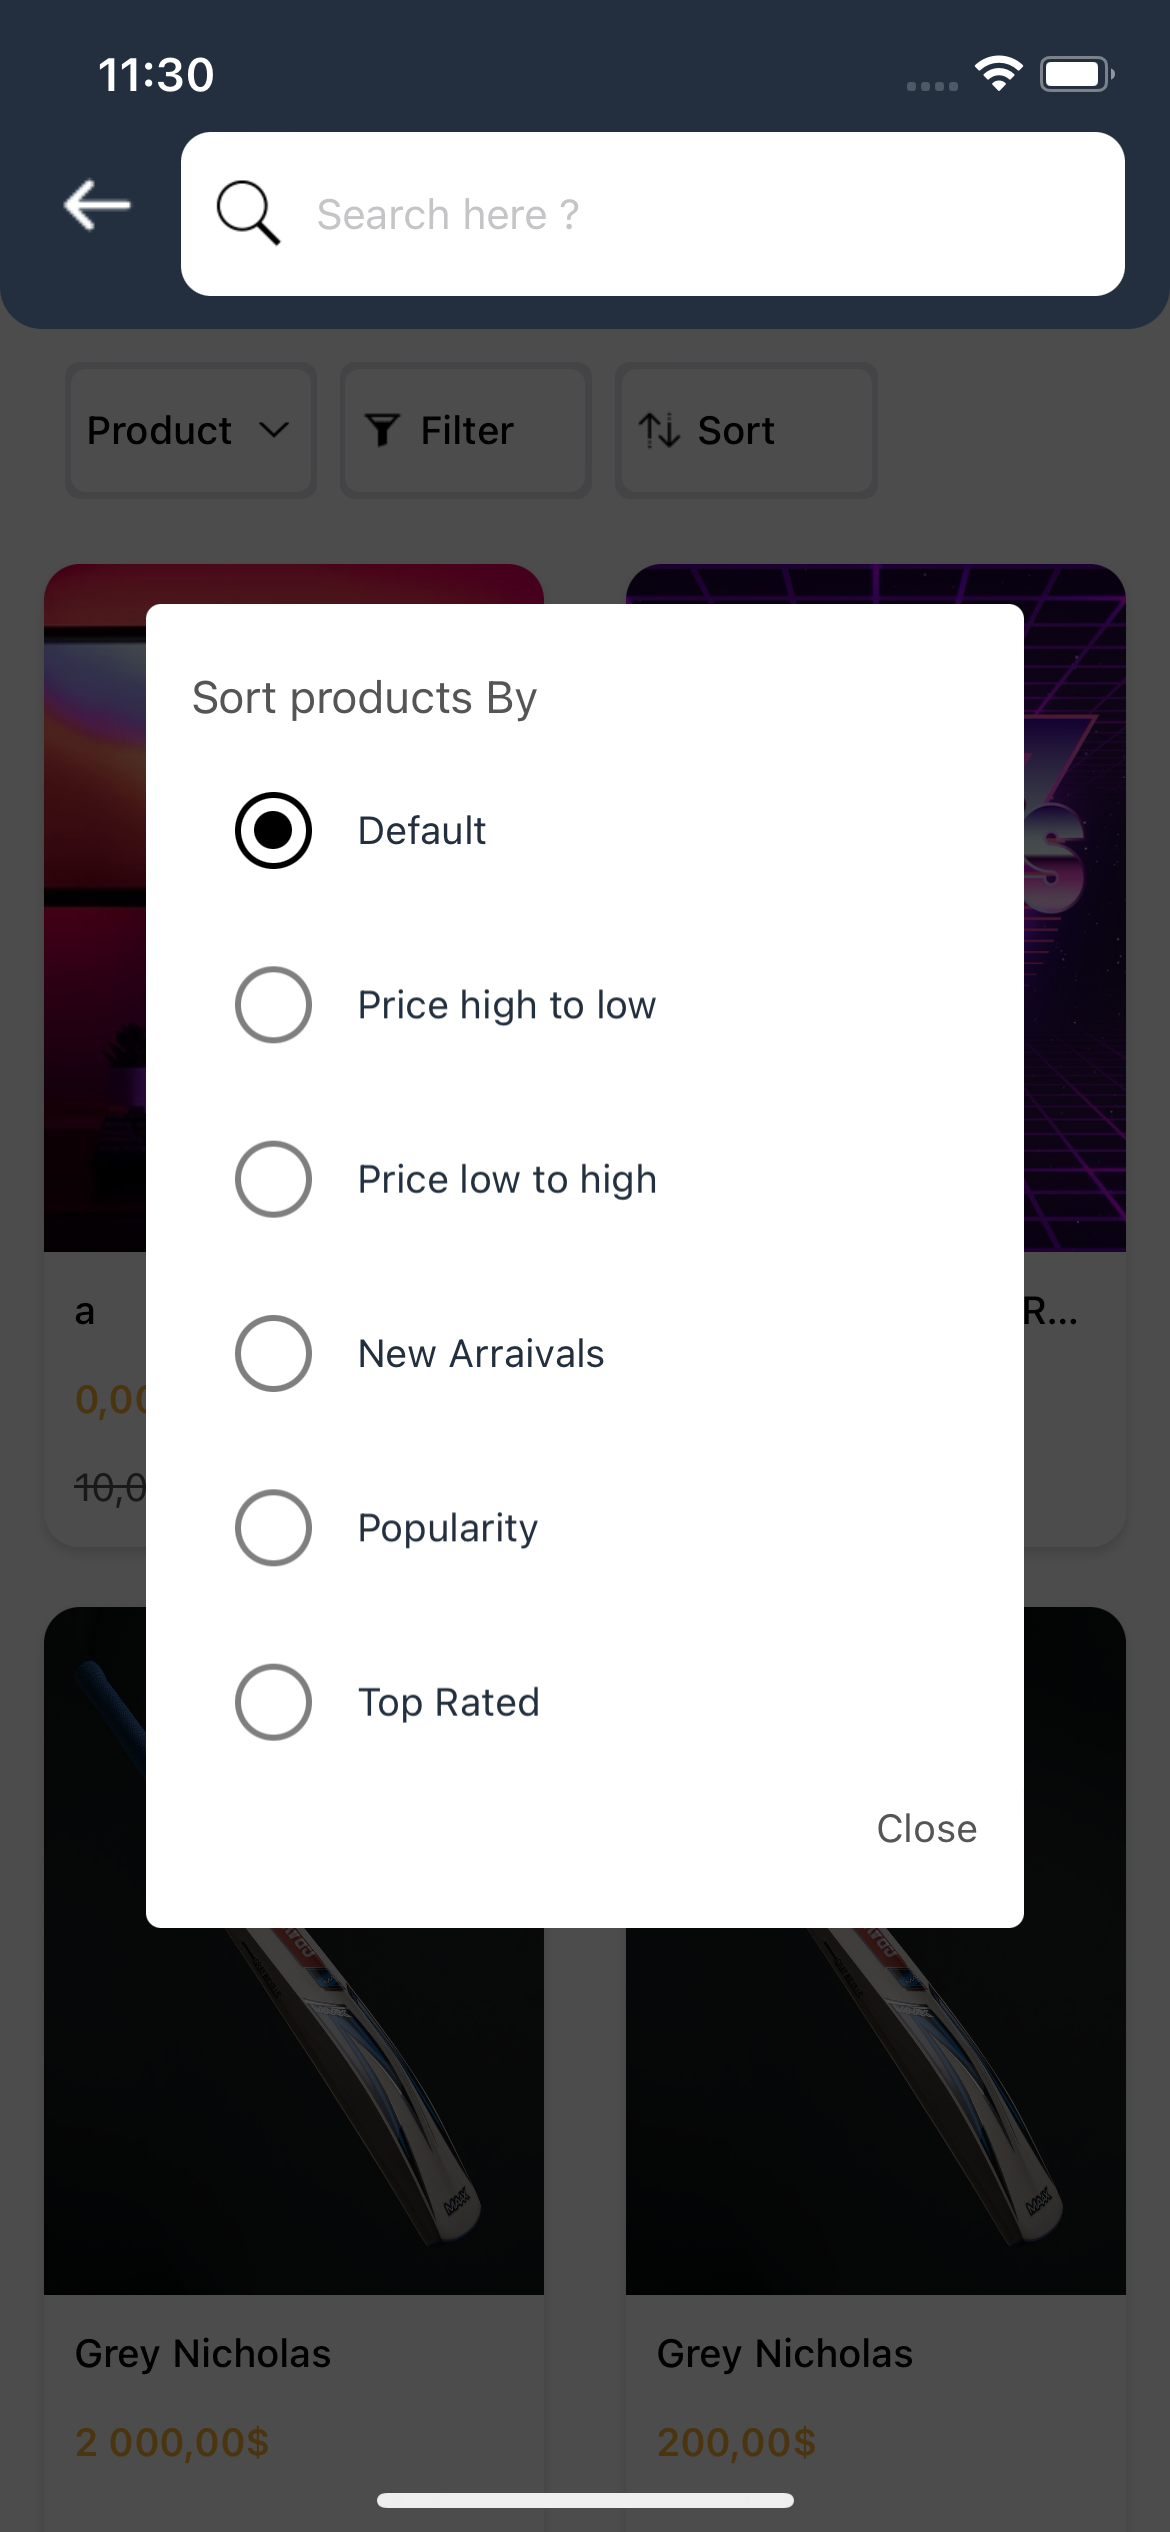 11:30
Search here ?
Product
Filter
Sort
Sort products By
Default
Price high to low
Price low to high
New Arraivals
Popularity
Top Rated
Close
a
R...
0,00
10,0
MAX
MAX
Grey Nicholas
Grey Nicholas
2 000,00$
200,00$